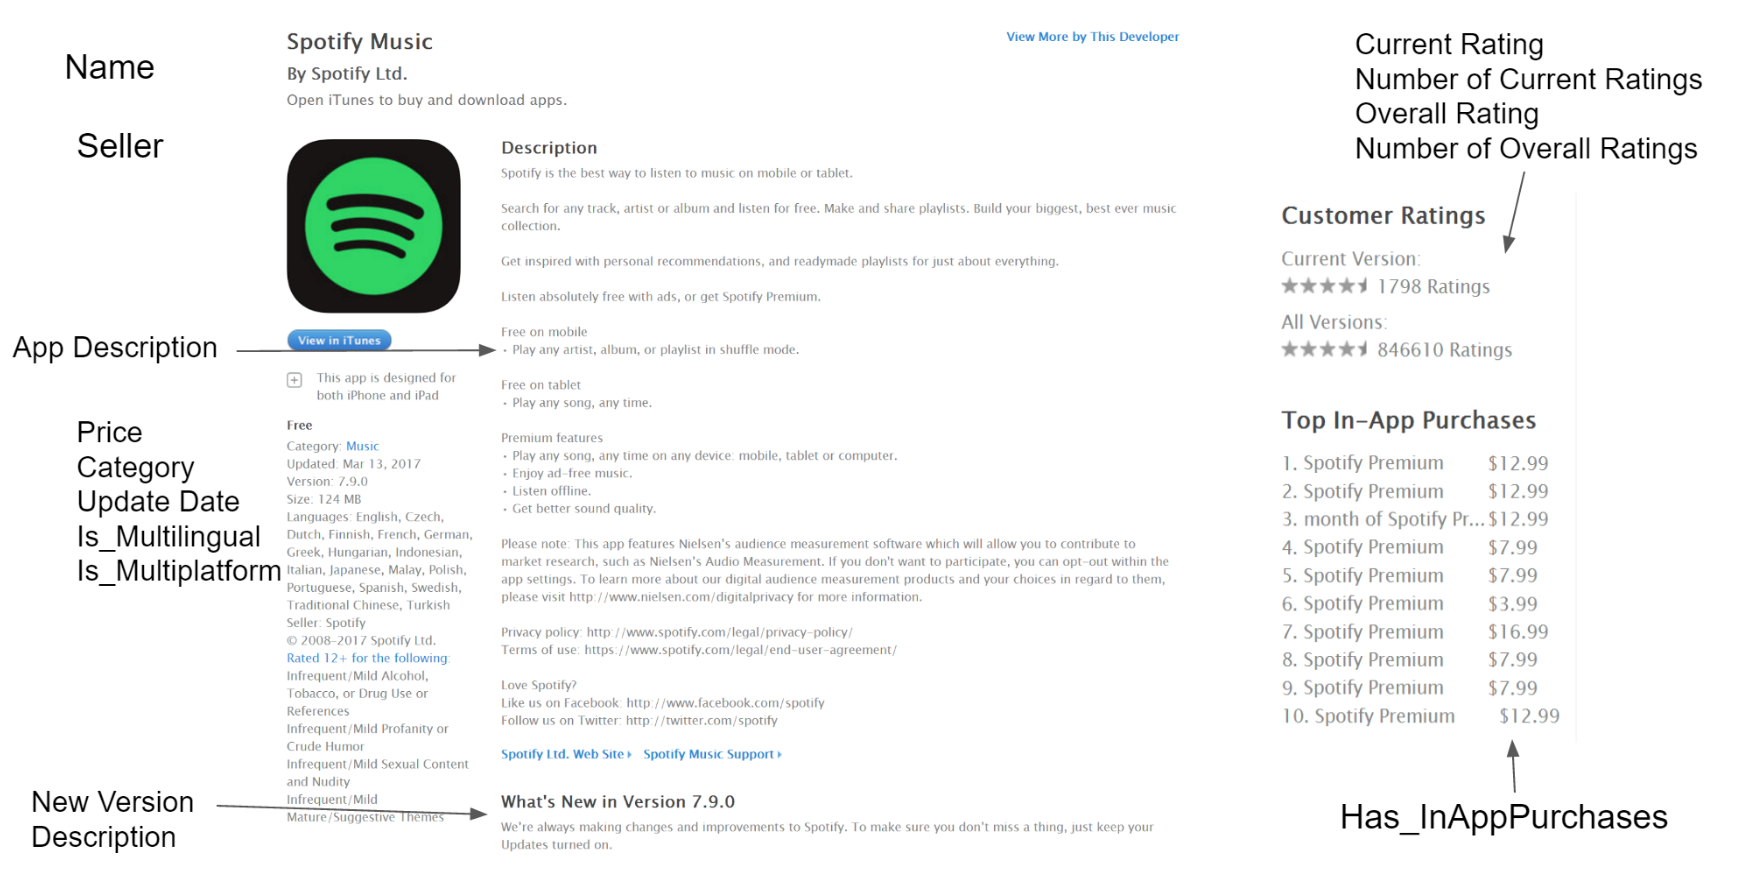 Name
Seller
App Description
Price
Category
Update Date
Is_Multilingual
Is_Multiplatform
New Version
Description
Spotify Music
By Spotify Ltd.
Open iTunes to buy and download apps.
View More by This Developer
View in iTunes
This app is designed for
both iPhone and iPad
Free
Category: Music
Updated: Mar 13, 2017
Version: 7.9.0
Size: 124 MB
Languages: English, Czech,
Dutch, Finnish, French, German,
Greek, Hungarian, Indonesian,
Italian, Japanese, Malay, Polish,
Portuguese, Spanish, Swedish,
Traditional Chinese, Turkish
Seller: Spotify
© 2008-2017 Spotify Ltd.
Rated 12+ for the following:
Infrequent/Mild Alcohol,
Tobacco, or Drug Use or
References
Infrequent/Mild Profanity or
Crude Humor
Infrequent/Mild Sexual Content
and Nudity
Infrequent/Mild
Mature/Suggestive Themes
Description
Spotify is the best way to listen to music on mobile or tablet.
Search for any track, artist or album and listen for free. Make and share playlists. Build your biggest, best ever music
collection.
Get inspired with personal recommendations, and readymade playlists for just about everything.
Listen absolutely free with ads, or get Spotify Premium.
Free on mobile
• Play any artist, album, or playlist in shuffle mode.
Free on tablet
• Play any song, any time.
Premium features
• Play any song, any time on any device: mobile, tablet or computer.
• Enjoy ad-free music.
• Listen offline.
• Get better sound quality.
Please note: This app features Nielsen's audience measurement software which will allow you to contribute to
market research, such as Nielsen's Audio Measurement. If you don't want to participate, you can opt-out within the
app settings. To learn more about our digital audience measurement products and your choices in regard to them,
please visit http://www.nielsen.com/digitalprivacy for more information.
Privacy policy: http://www.spotify.com/legal/privacy-policy/
Terms of use: https://www.spotify.com/legal/end-user-agreement/
Love Spotify?
Like us on Facebook: http://www.facebook.com/spotify
Follow us on Twitter: http://twitter.com/spotify
Spotify Ltd. Web Site Spotify Music Support
What's New in Version 7.9.0
We're always making changes and improvements to Spotify. To make sure you don't miss a thing, just keep your
Updates turned on.
Current Rating
Number of Current Ratings
Overall Rating
Number of Overall Ratings
Customer Ratings
Current Version:
1798 Ratings
All Versions:
846610 Ratings
Top In-App Purchases
1. Spotify Premium $12.99
2. Spotify Premium $12.99
3. month of Spotify Pr... $12.99
4. Spotify Premium $7.99
5. Spotify Premium $7.99
6. Spotify Premium $3.99
7. Spotify Premium $16.99
8. Spotify Premium $7.99
9. Spotify Premium $7.99
10. Spotify Premium $12.99
Has_InAppPurchases